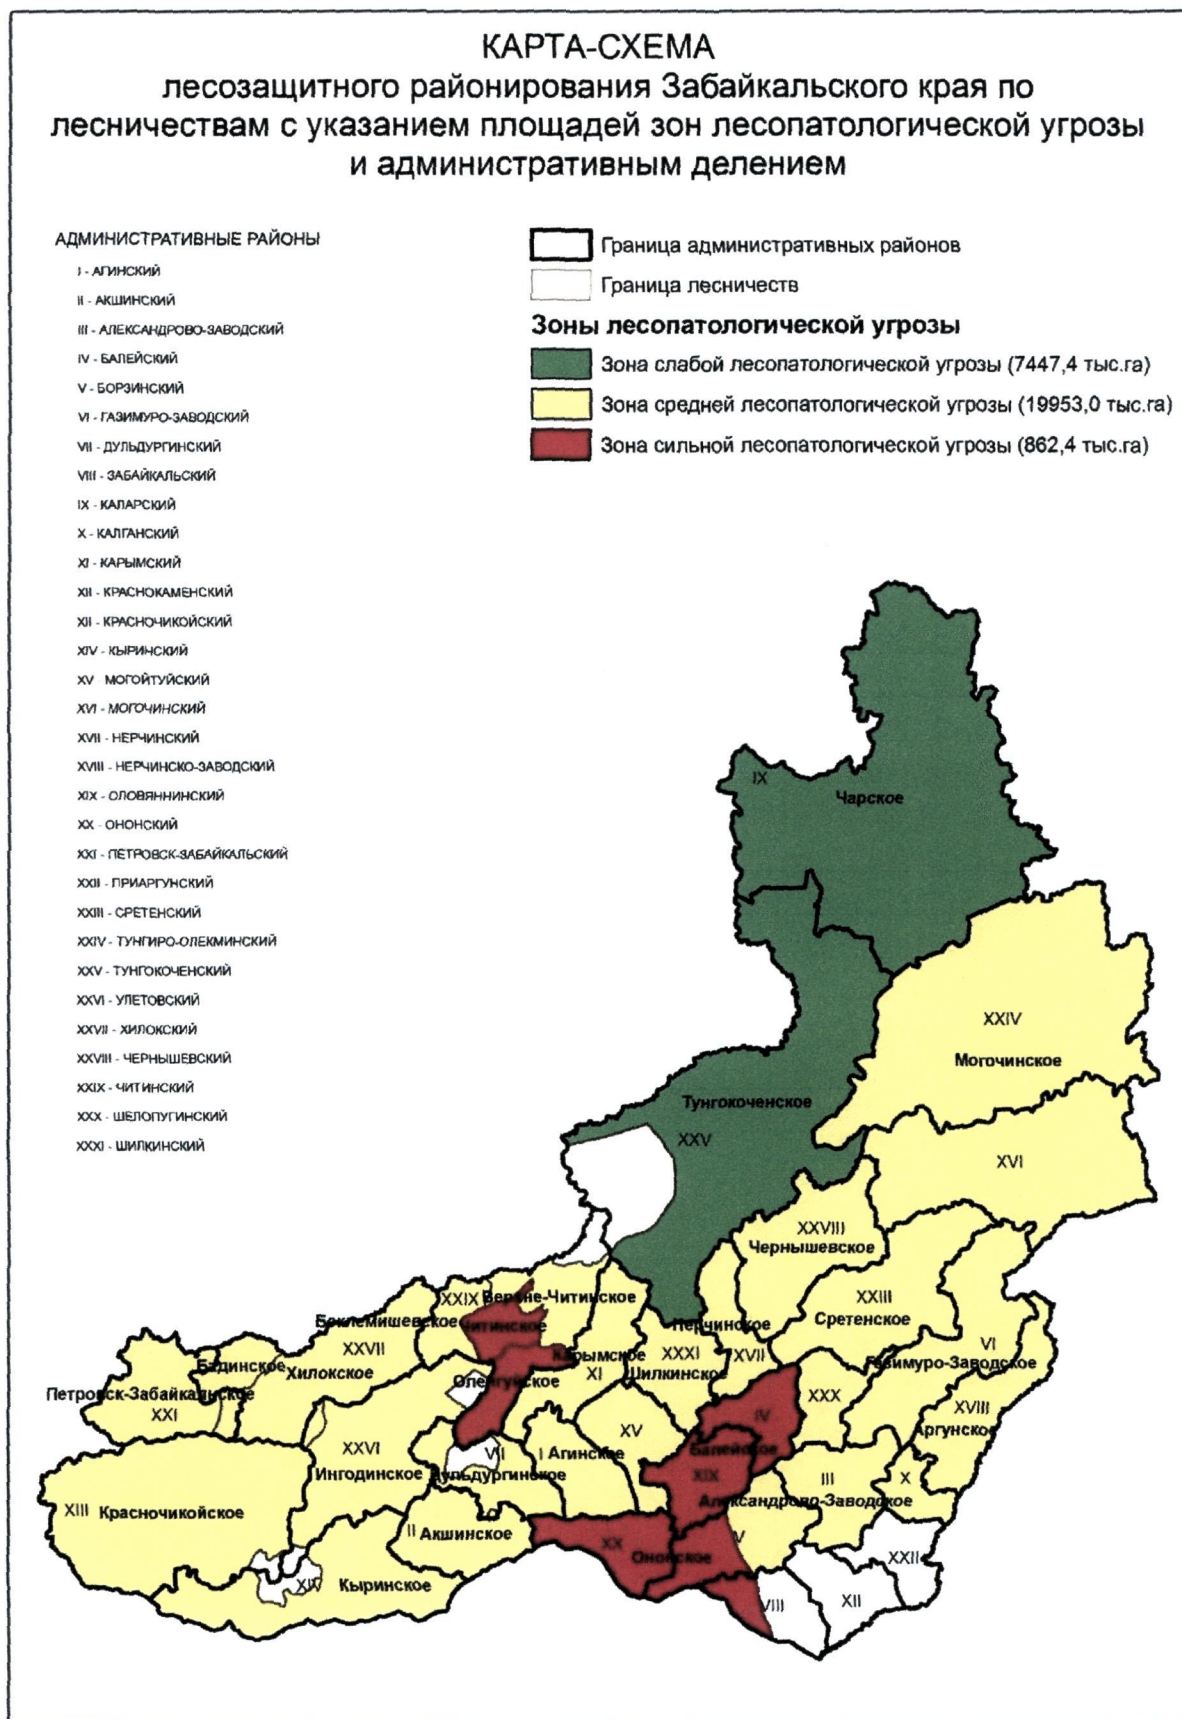 КАРТА-СХЕМА
лесозащитного районирования Забайкальского края по
лесничествам с указанием площадей зон лесопатологической угрозы
и административным делением
АДМИНИСТРАТИВНЫЕ РАЙОНЫ
I - АГИНСКИЙ
II - АКШИНСКИЙ
III - АЛЕКСАНДРОВО-ЗАВОДСКИЙ
IV - БАЛЕЙСКИЙ
V - БОРЗИНСКИЙ
VI - ГАЗИМУРО-ЗАВОДСКИЙ
VII - ДУЛЬДУРГИНСКИЙ
VIII - ЗАБАЙКАЛЬСКИЙ
IX - КАЛАРСКИЙ
X - КАЛГАНСКИЙ
XI - КАРЫМСКИЙ
XII - КРАСНОКАМЕНСКИЙ
XII - КРАСНОЧИКОЙСКИЙ
XIV - КЫРИНСКИЙ
XV МОГОЙТУЙСКИЙ
XVI - МОГОЧИНСКИЙ
XVII - НЕРЧИНСКИЙ
XVIII - НЕРЧИНСКО-ЗАВОДСКИЙ
XIX - ОЛОВЯННИНСКИЙ
XX - ОНОНСКИЙ
XXI - ПЕТРОВСК-ЗАБАЙКАЛЬСКИЙ
XXII - ПРИАРГУНСКИЙ
XXIII - СРЕТЕНСКИЙ
XXIV - ТУНГИРО-ОЛЕКМИНСКИЙ
XXV - ТУНГОКОЧЕНСКИЙ
XXVI - УЛЕТОВСКИЙ
XXVII - ХИЛОКСКИЙ
XXVIII - ЧЕРНЫШЕВСКИЙ
XXIX - ЧИТИНСКИЙ
XXX - ШЕЛОПУГИНСКИЙ
XXXI - ШИЛКИНСКИЙ
Граница административных районов
Граница лесничеств
Зоны лесопатологической угрозы
Зона слабой лесопатологической угрозы (7447,4 тыс.га)
Зона средней лесопатологической угрозы (19953,0 тыс.га)
Зона сильной лесопатологической угрозы (862,4 тыс.га)
IX
Чарское
XXIV
Могочинское
Тунгокоченское
XXV
XVI
XXVIII
Чернышевское
XXIX
Верхне-Читинское
XXIII
Сретенское
Беклемишевское
Читинское
Нерчинское
XXVII
VI
Бадинское
Хилокское
Карымское
XXXI
XVII
Газимуро-Заводское
XI
Шилкинское
Оленгуйское
Петровск-Забайкальское
XXI
XXX
XVIII
IV
XV
Аргунское
XXVI
VII
I
Агинское
Балейское
Ингодинское
Дульдургинское
XIX
III
X
XIII
Красночикойское
Александрово-Заводское
II
Акшинское
V
XX
Ононское
XXII
XIV
Кыринское
VIII
XII